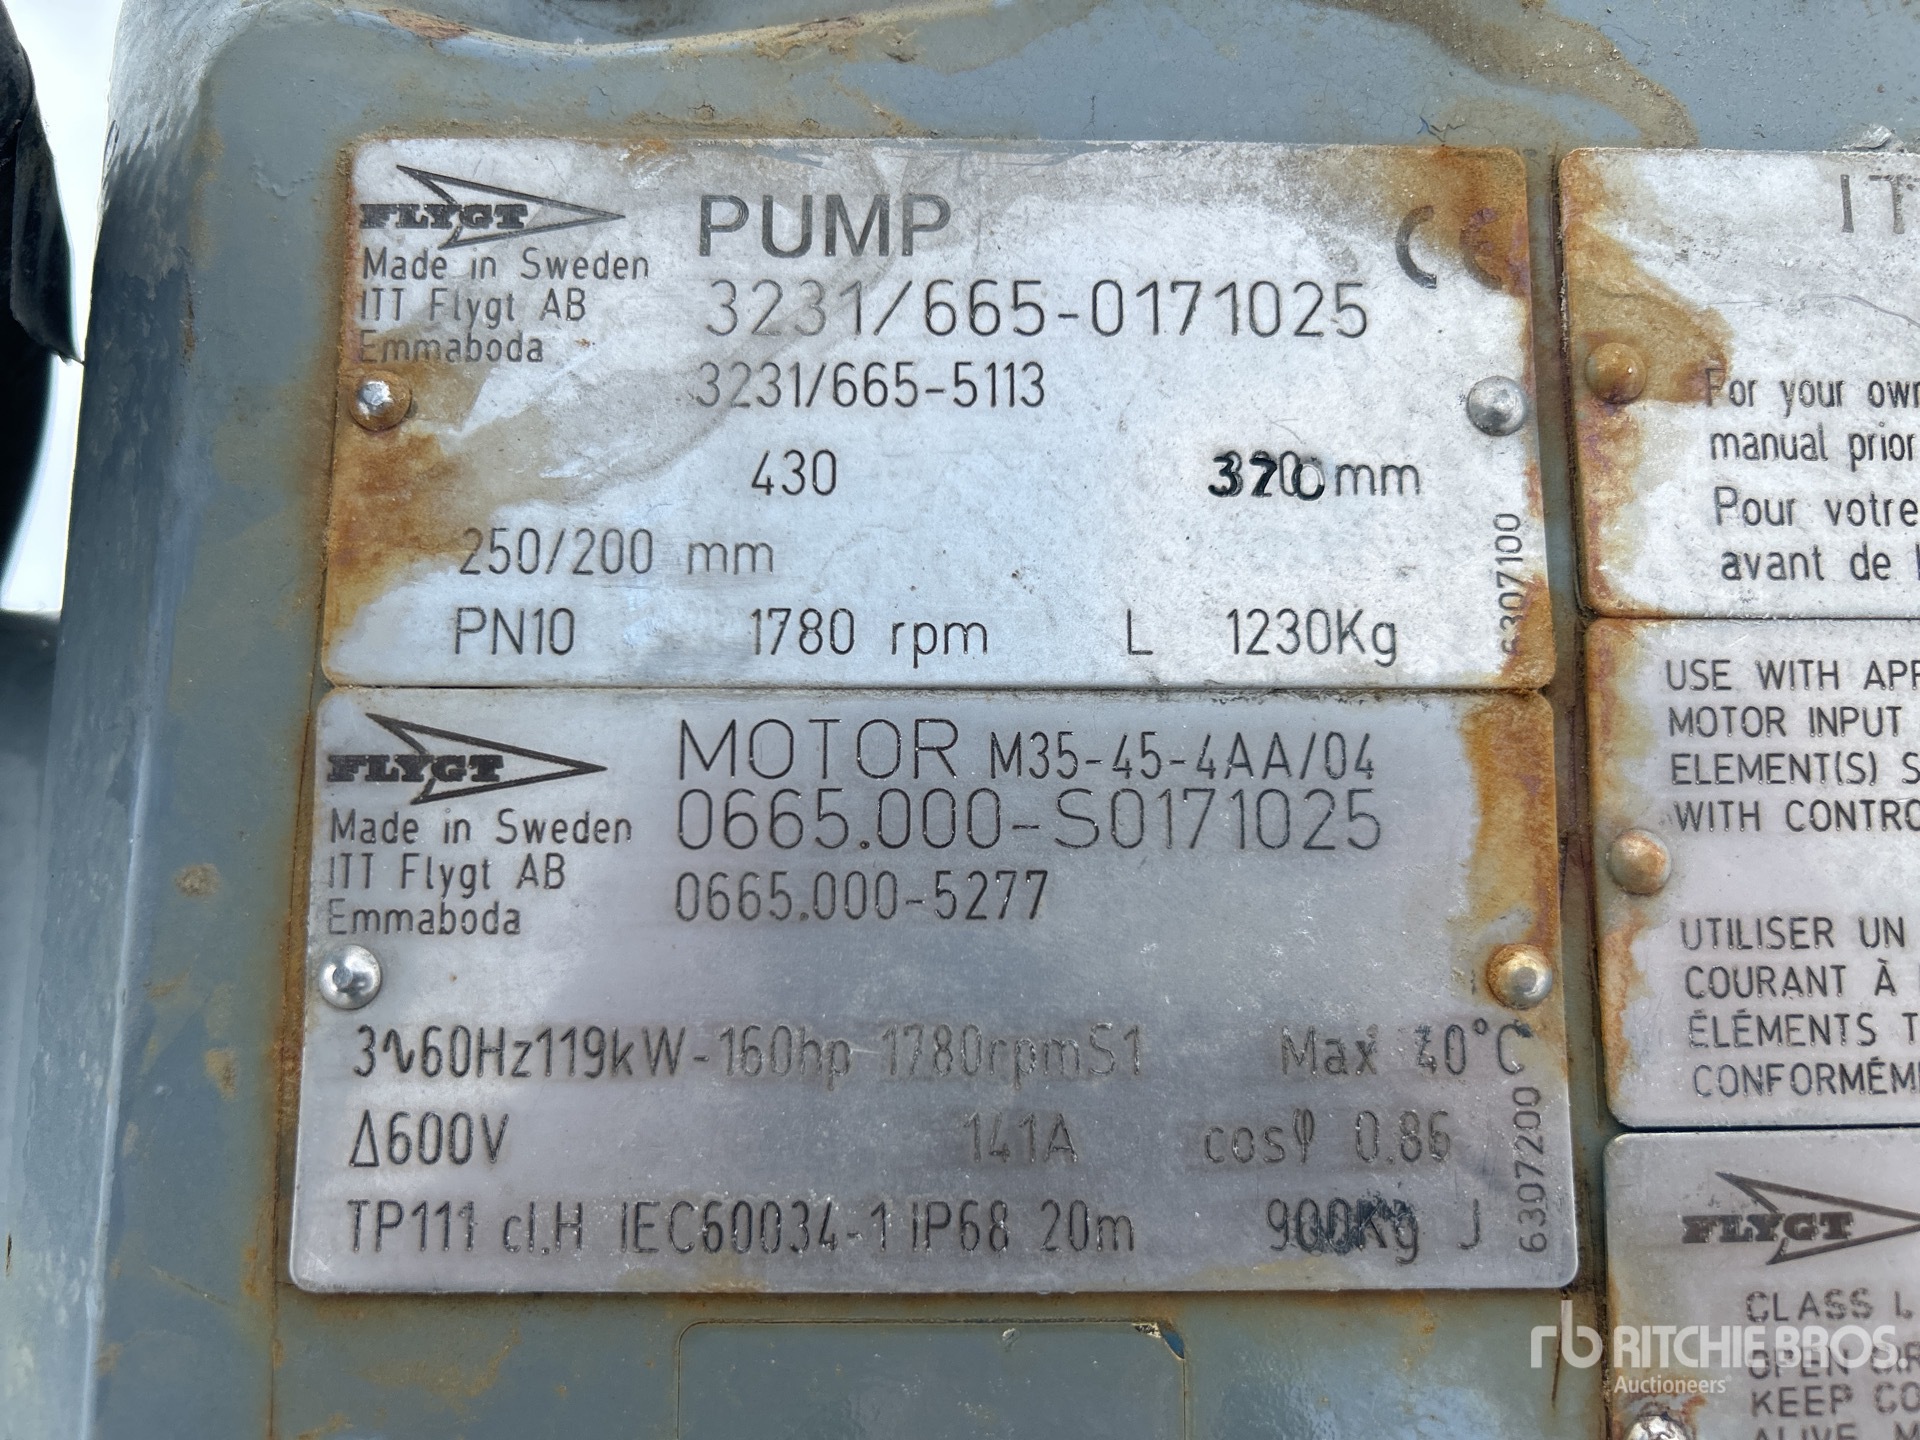 FLYGT
Made in Sweden
ITT Flygt AB
Emmaboda
PUMP
CE
3231/665-0171025
3231/665-5113
430 mm
250/200 mm
PN10 1780 rpm L 1230Kg
6307100
FLYGT
Made in Sweden
ITT Flygt AB
Emmaboda
MOTOR M35-45-4AA/04
0665.000-S0171025
0665.000-5277
3∿60Hz119kW-160hp 1780rpmS1 Max 40°C
Δ600V 141A cosφ 0.86
TP111 cl.H IEC60034-1 IP68 20m 900Kg J
6307200
IT
For your own
manual prior
Pour votre
avant de
USE WITH APP
MOTOR INPUT
ELEMENT(S) S
WITH CONTRO
UTILISER UN
COURANT À
ÉLÉMENTS T
CONFORMÉM
FLYGT
CLASS I,
OPEN CIR
KEEP CO
ALIVE, M
rb RITCHIE BROS.
Auctioneers